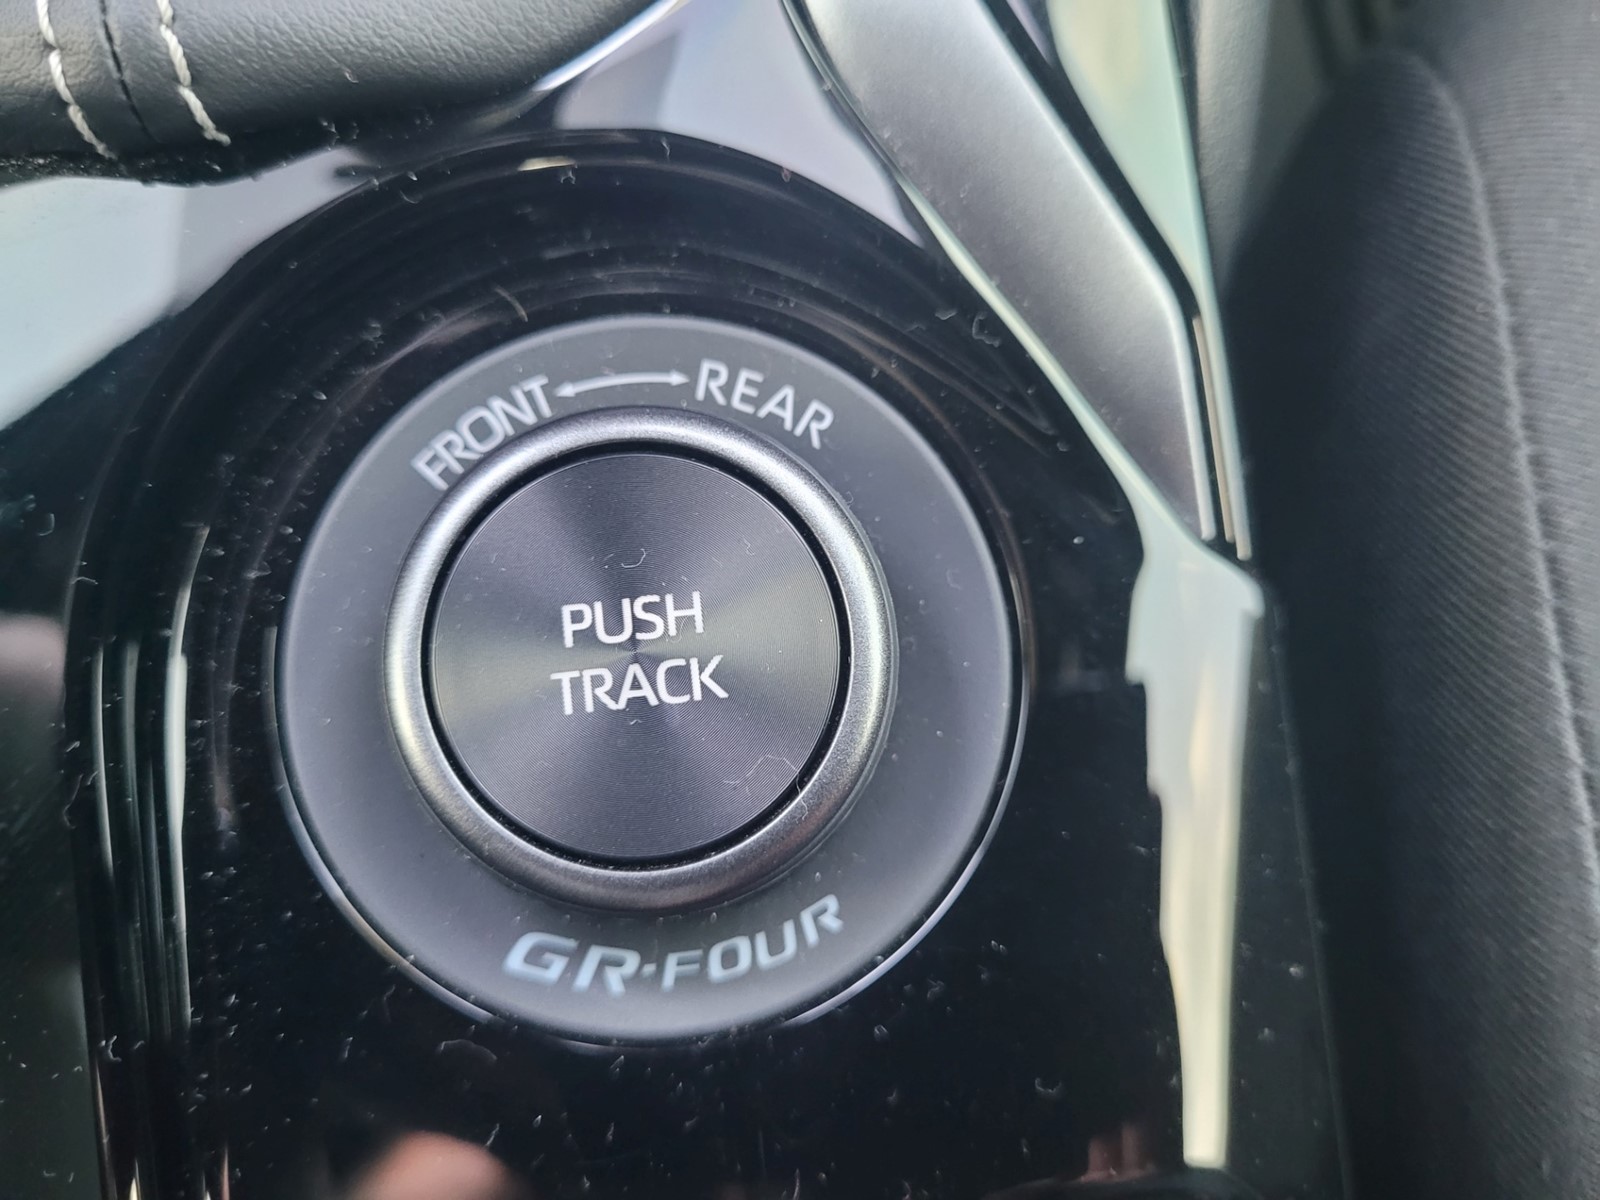 FRONT REAR
PUSH
TRACK
GR-FOUR